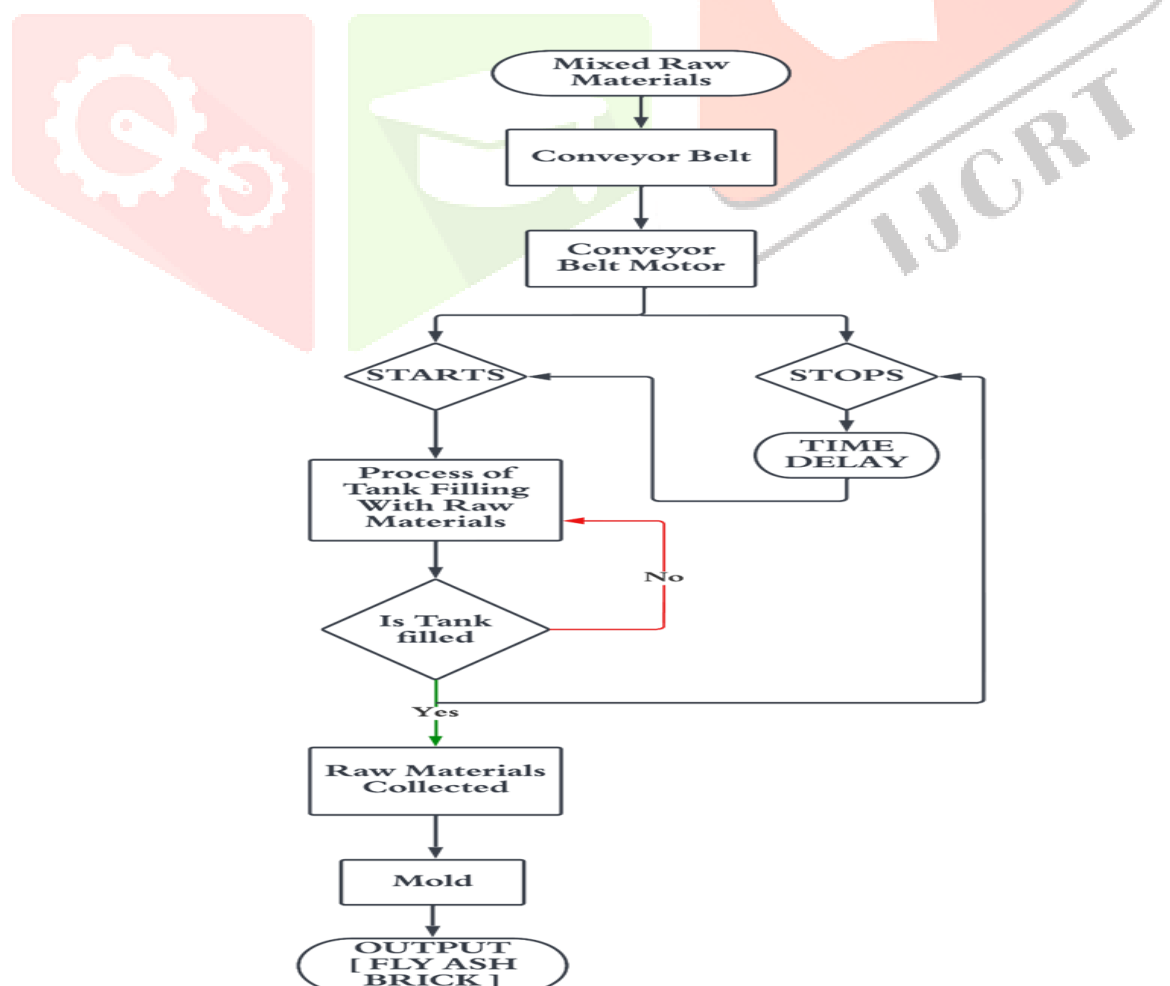 Mixed Raw
Materials
Conveyor Belt
IJCRT
Conveyor
Belt Motor
STARTS
STOPS
TIME
DELAY
Process of
Tank Filling
With Raw
Materials
No
Is Tank
filled
Yes
Raw Materials
Collected
Mold
OUTPUT
[ FLY ASH
BRICK ]